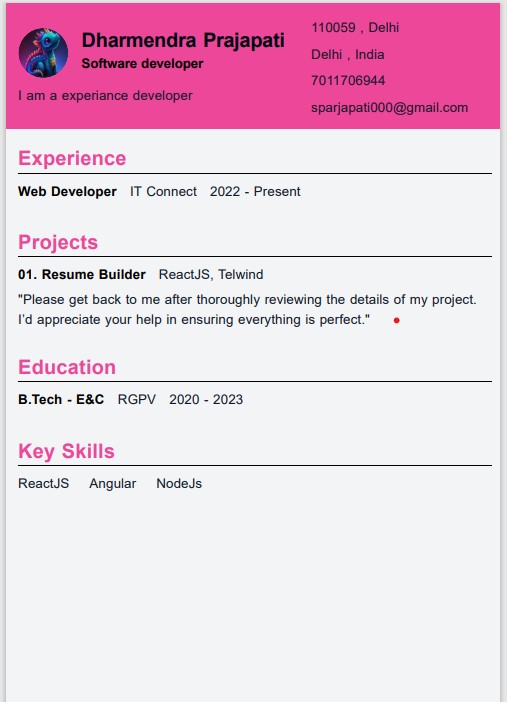 Dharmendra Prajapati
Software developer
I am a experiance developer
110059 , Delhi
Delhi , India
7011706944
sparjapati000@gmail.com
Experience
Web Developer IT Connect 2022 - Present
Projects
01. Resume Builder ReactJS, Telwind
"Please get back to me after thoroughly reviewing the details of my project.
I'd appreciate your help in ensuring everything is perfect."
Education
B.Tech - E&C RGPV 2020 - 2023
Key Skills
ReactJS Angular NodeJs